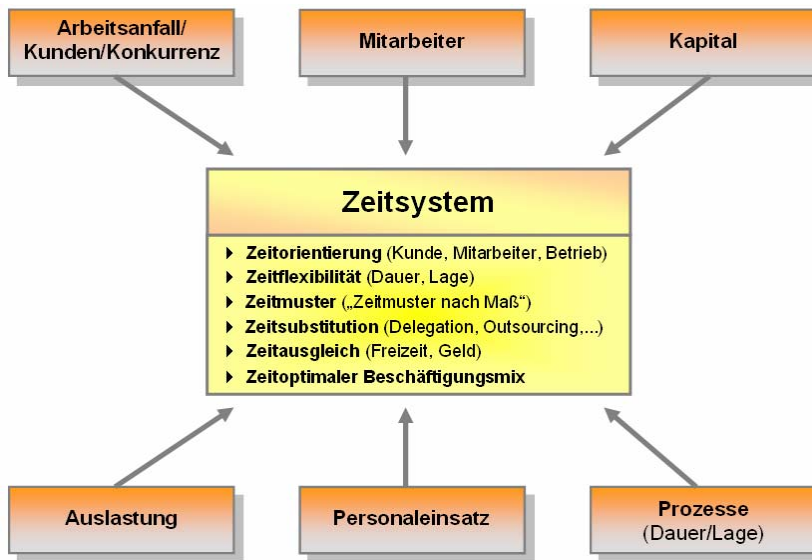 Arbeitsanfall/
Kunden/Konkurrenz
Mitarbeiter
Kapital
Zeitsystem
Zeitorientierung (Kunde, Mitarbeiter, Betrieb)
Zeitflexibilität (Dauer, Lage)
Zeitmuster („Zeitmuster nach Maß“)
Zeitsubstitution (Delegation, Outsourcing,...)
Zeitausgleich (Freizeit, Geld)
Zeitoptimaler Beschäftigungsmix
Auslastung
Personaleinsatz
Prozesse
(Dauer/Lage)